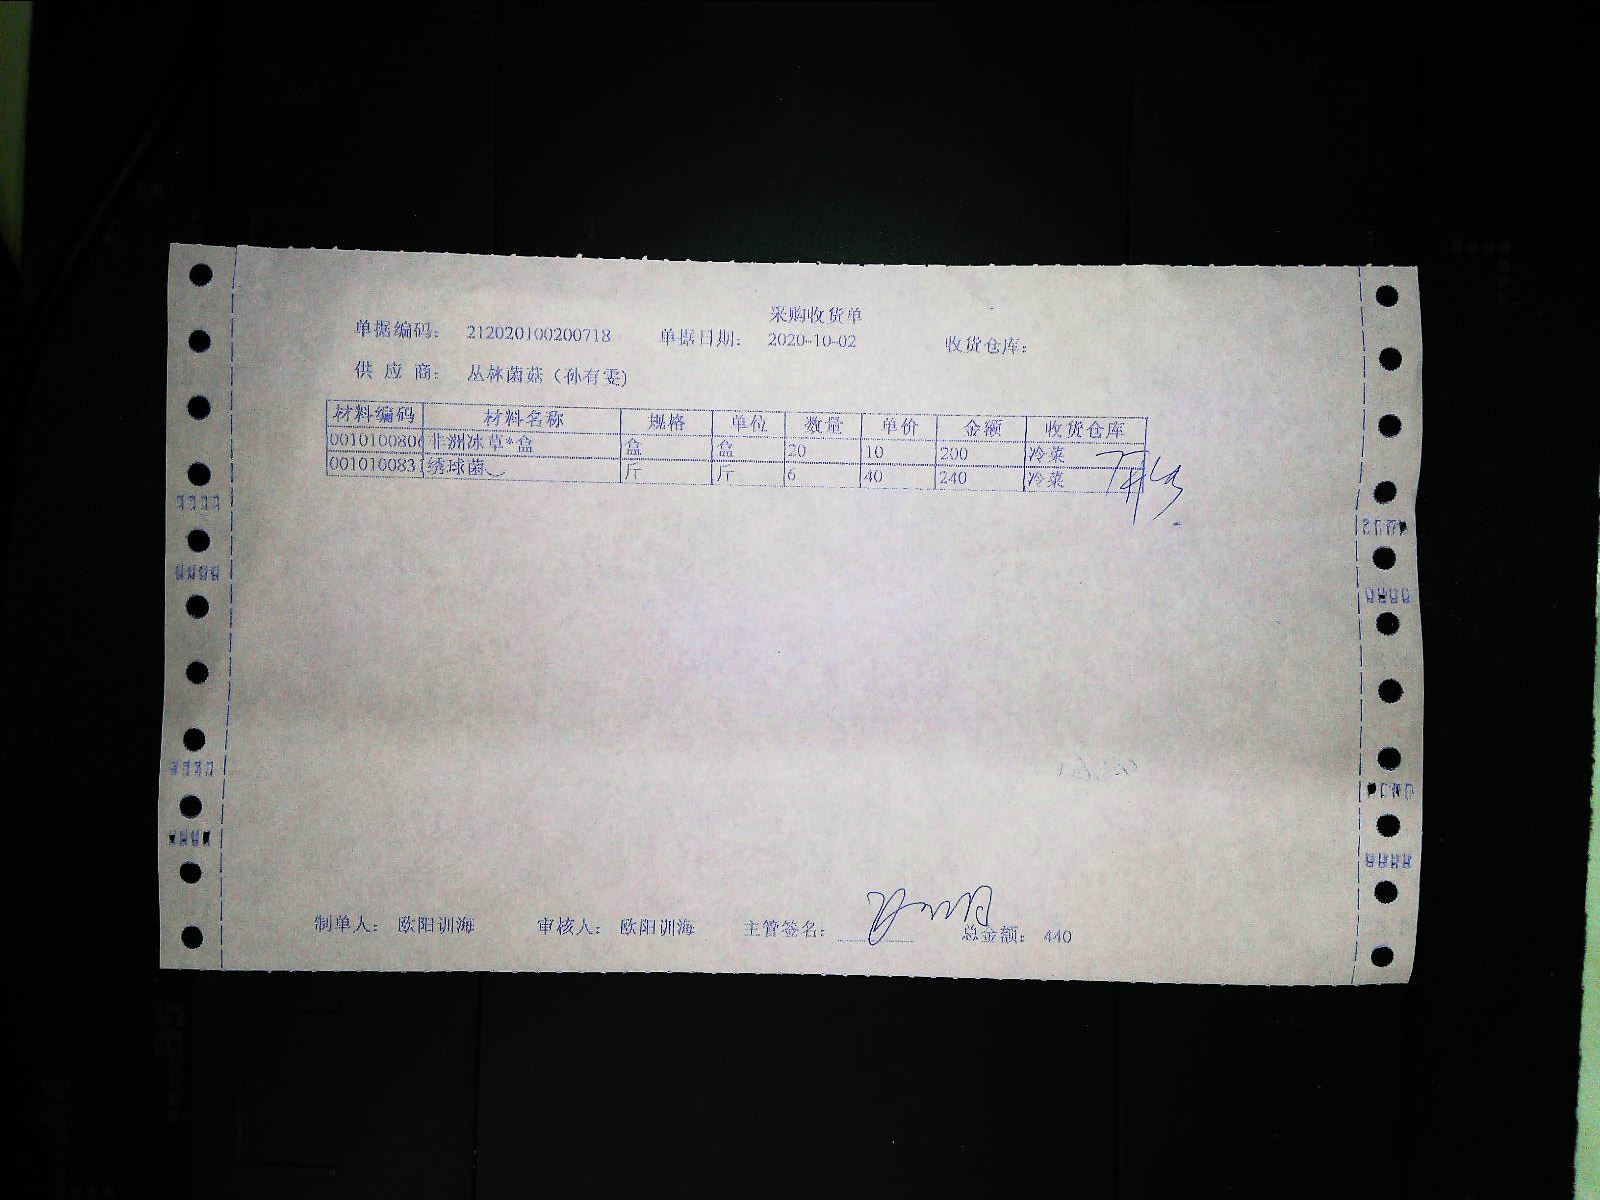 采购收货单
单据编码： 212020100200718 单据日期： 2020-10-02 收货仓库：
供 应 商： 丛林菌菇（孙有雯）
材料编码 材料名称 规格 单位 数量 单价 金额 收货仓库
0010100806 非洲冰草*盒 盒 盒 20 10 200 冷菜
001010083 绣球菌 斤 斤 6 40 240 冷菜
制单人： 欧阳训海 审核人： 欧阳训海 主管签名： 总金额： 440